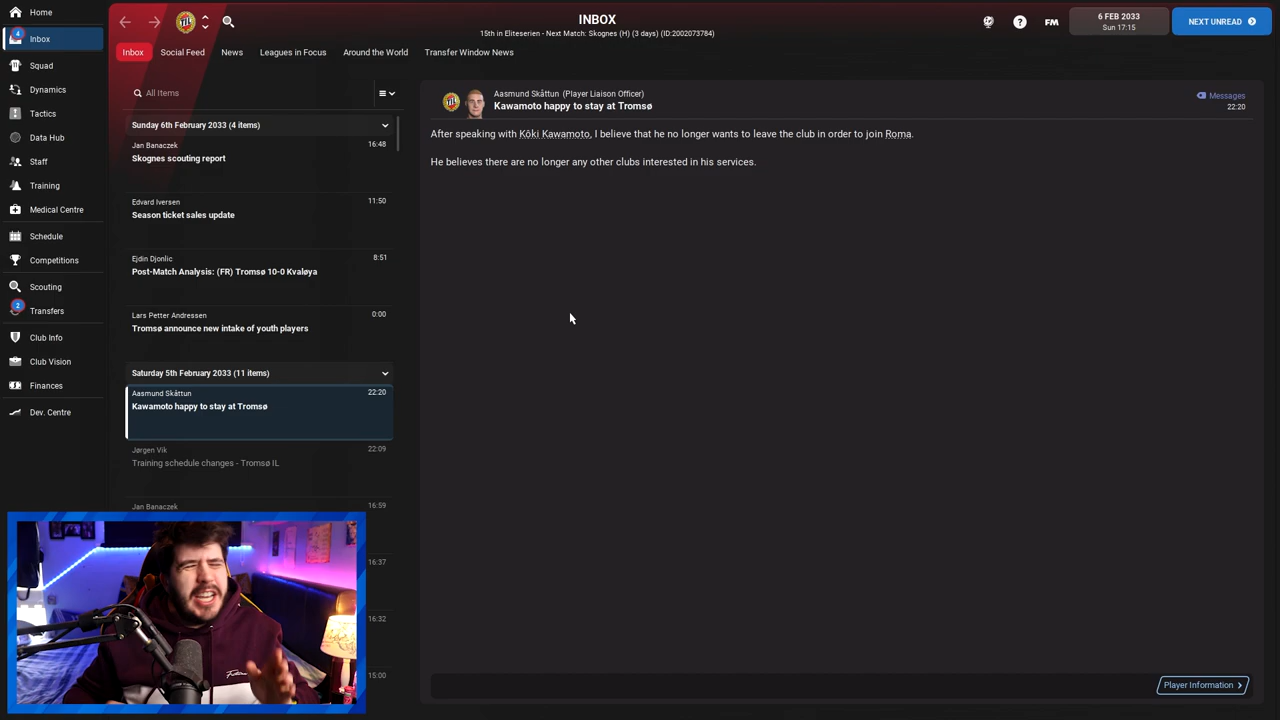 Home
4
Inbox
Squad
Dynamics
Tactics
Data Hub
Staff
Training
Medical Centre
Schedule
Competitions
Scouting
2
Transfers
Club Info
Club Vision
Finances
Dev. Centre
TIL
INBOX
15th in Eliteserien - Next Match: Skognes (H) (3 days) (ID:2002073784)
?
FM
6 FEB 2033
Sun 17:15
NEXT UNREAD
Inbox Social Feed News Leagues in Focus Around the World Transfer Window News
All Items
Sunday 6th February 2033 (4 items)
Jan Banaczek 16:48
Skognes scouting report
Edvard Iversen 11:50
Season ticket sales update
Ejdin Djonlic 8:51
Post-Match Analysis: (FR) Tromsø 10-0 Kvaløya
Lars Petter Andressen 0:00
Tromsø announce new intake of youth players
Saturday 5th February 2033 (11 items)
Aasmund Skåttun 22:20
Kawamoto happy to stay at Tromsø
Jørgen Vik 22:09
Training schedule changes - Tromsø IL
Jan Banaczek 16:59
16:37
16:32
15:00
TIL
Aasmund Skåttun (Player Liaison Officer)
Kawamoto happy to stay at Tromsø
Messages
22:20
After speaking with Kôki Kawamoto, I believe that he no longer wants to leave the club in order to join Roma.
He believes there are no longer any other clubs interested in his services.
Player Information